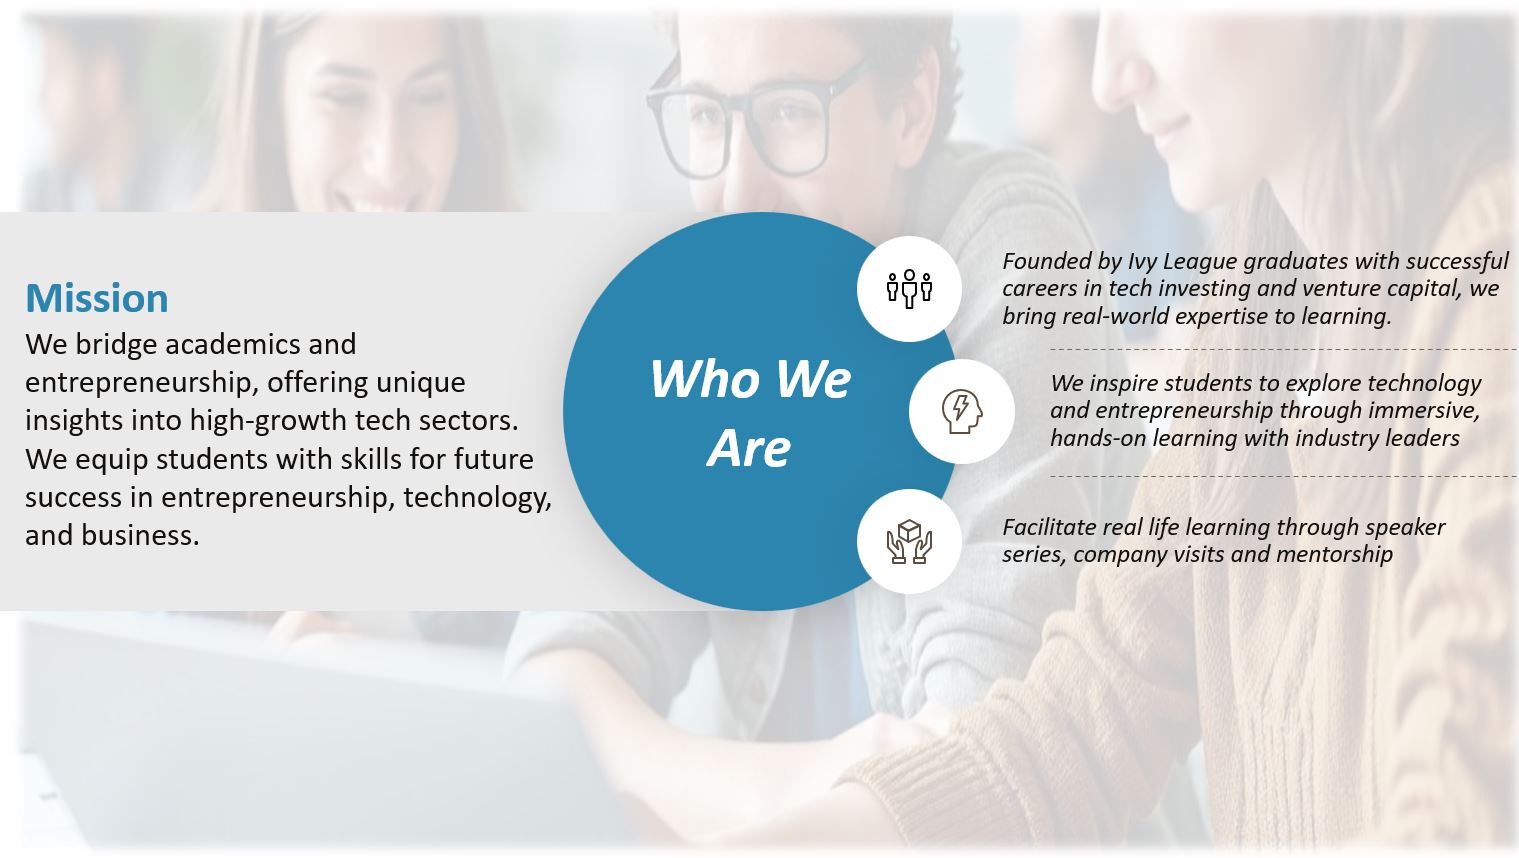 Mission
We bridge academics and
entrepreneurship, offering unique
insights into high-growth tech sectors.
We equip students with skills for future
success in entrepreneurship, technology,
and business.
Who We
Are
Founded by Ivy League graduates with successful
careers in tech investing and venture capital, we
bring real-world expertise to learning.
We inspire students to explore technology
and entrepreneurship through immersive,
hands-on learning with industry leaders
Facilitate real life learning through speaker
series, company visits and mentorship